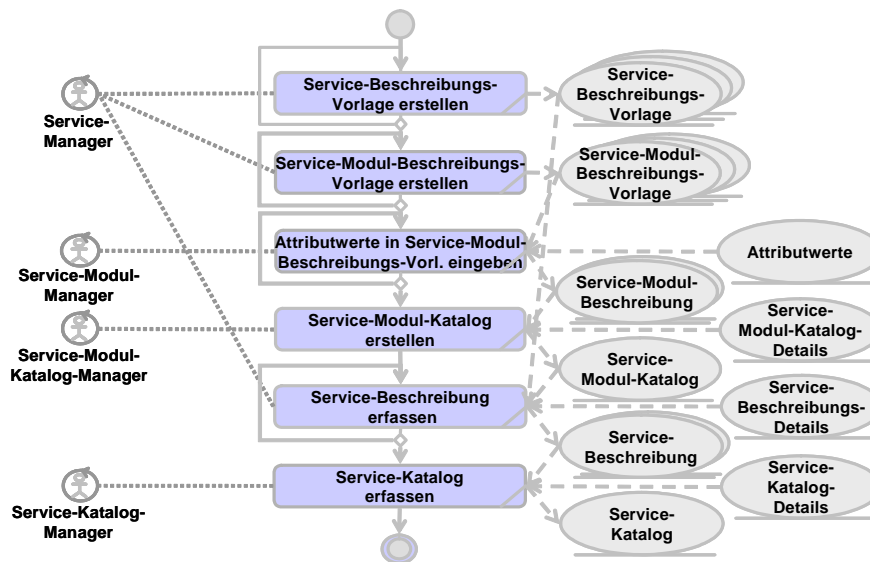 Service-
Manager
Service-Modul-
Manager
Service-Modul-
Katalog-Manager
Service-Katalog-
Manager
Service-Beschreibungs-
Vorlage erstellen
Service-Modul-Beschreibungs-
Vorlage erstellen
Attributwerte in Service-Modul-
Beschreibungs-Vorl. eingeben
Service-Modul-Katalog
erstellen
Service-Beschreibung
erfassen
Service-Katalog
erfassen
Service-
Beschreibungs-
Vorlage
Service-Modul-
Beschreibungs-
Vorlage
Service-Modul-
Beschreibung
Service-
Modul-Katalog
Service-
Beschreibung
Service-
Katalog
Attributwerte
Service-
Modul-Katalog-
Details
Service-
Beschreibungs-
Details
Service-
Katalog-
Details